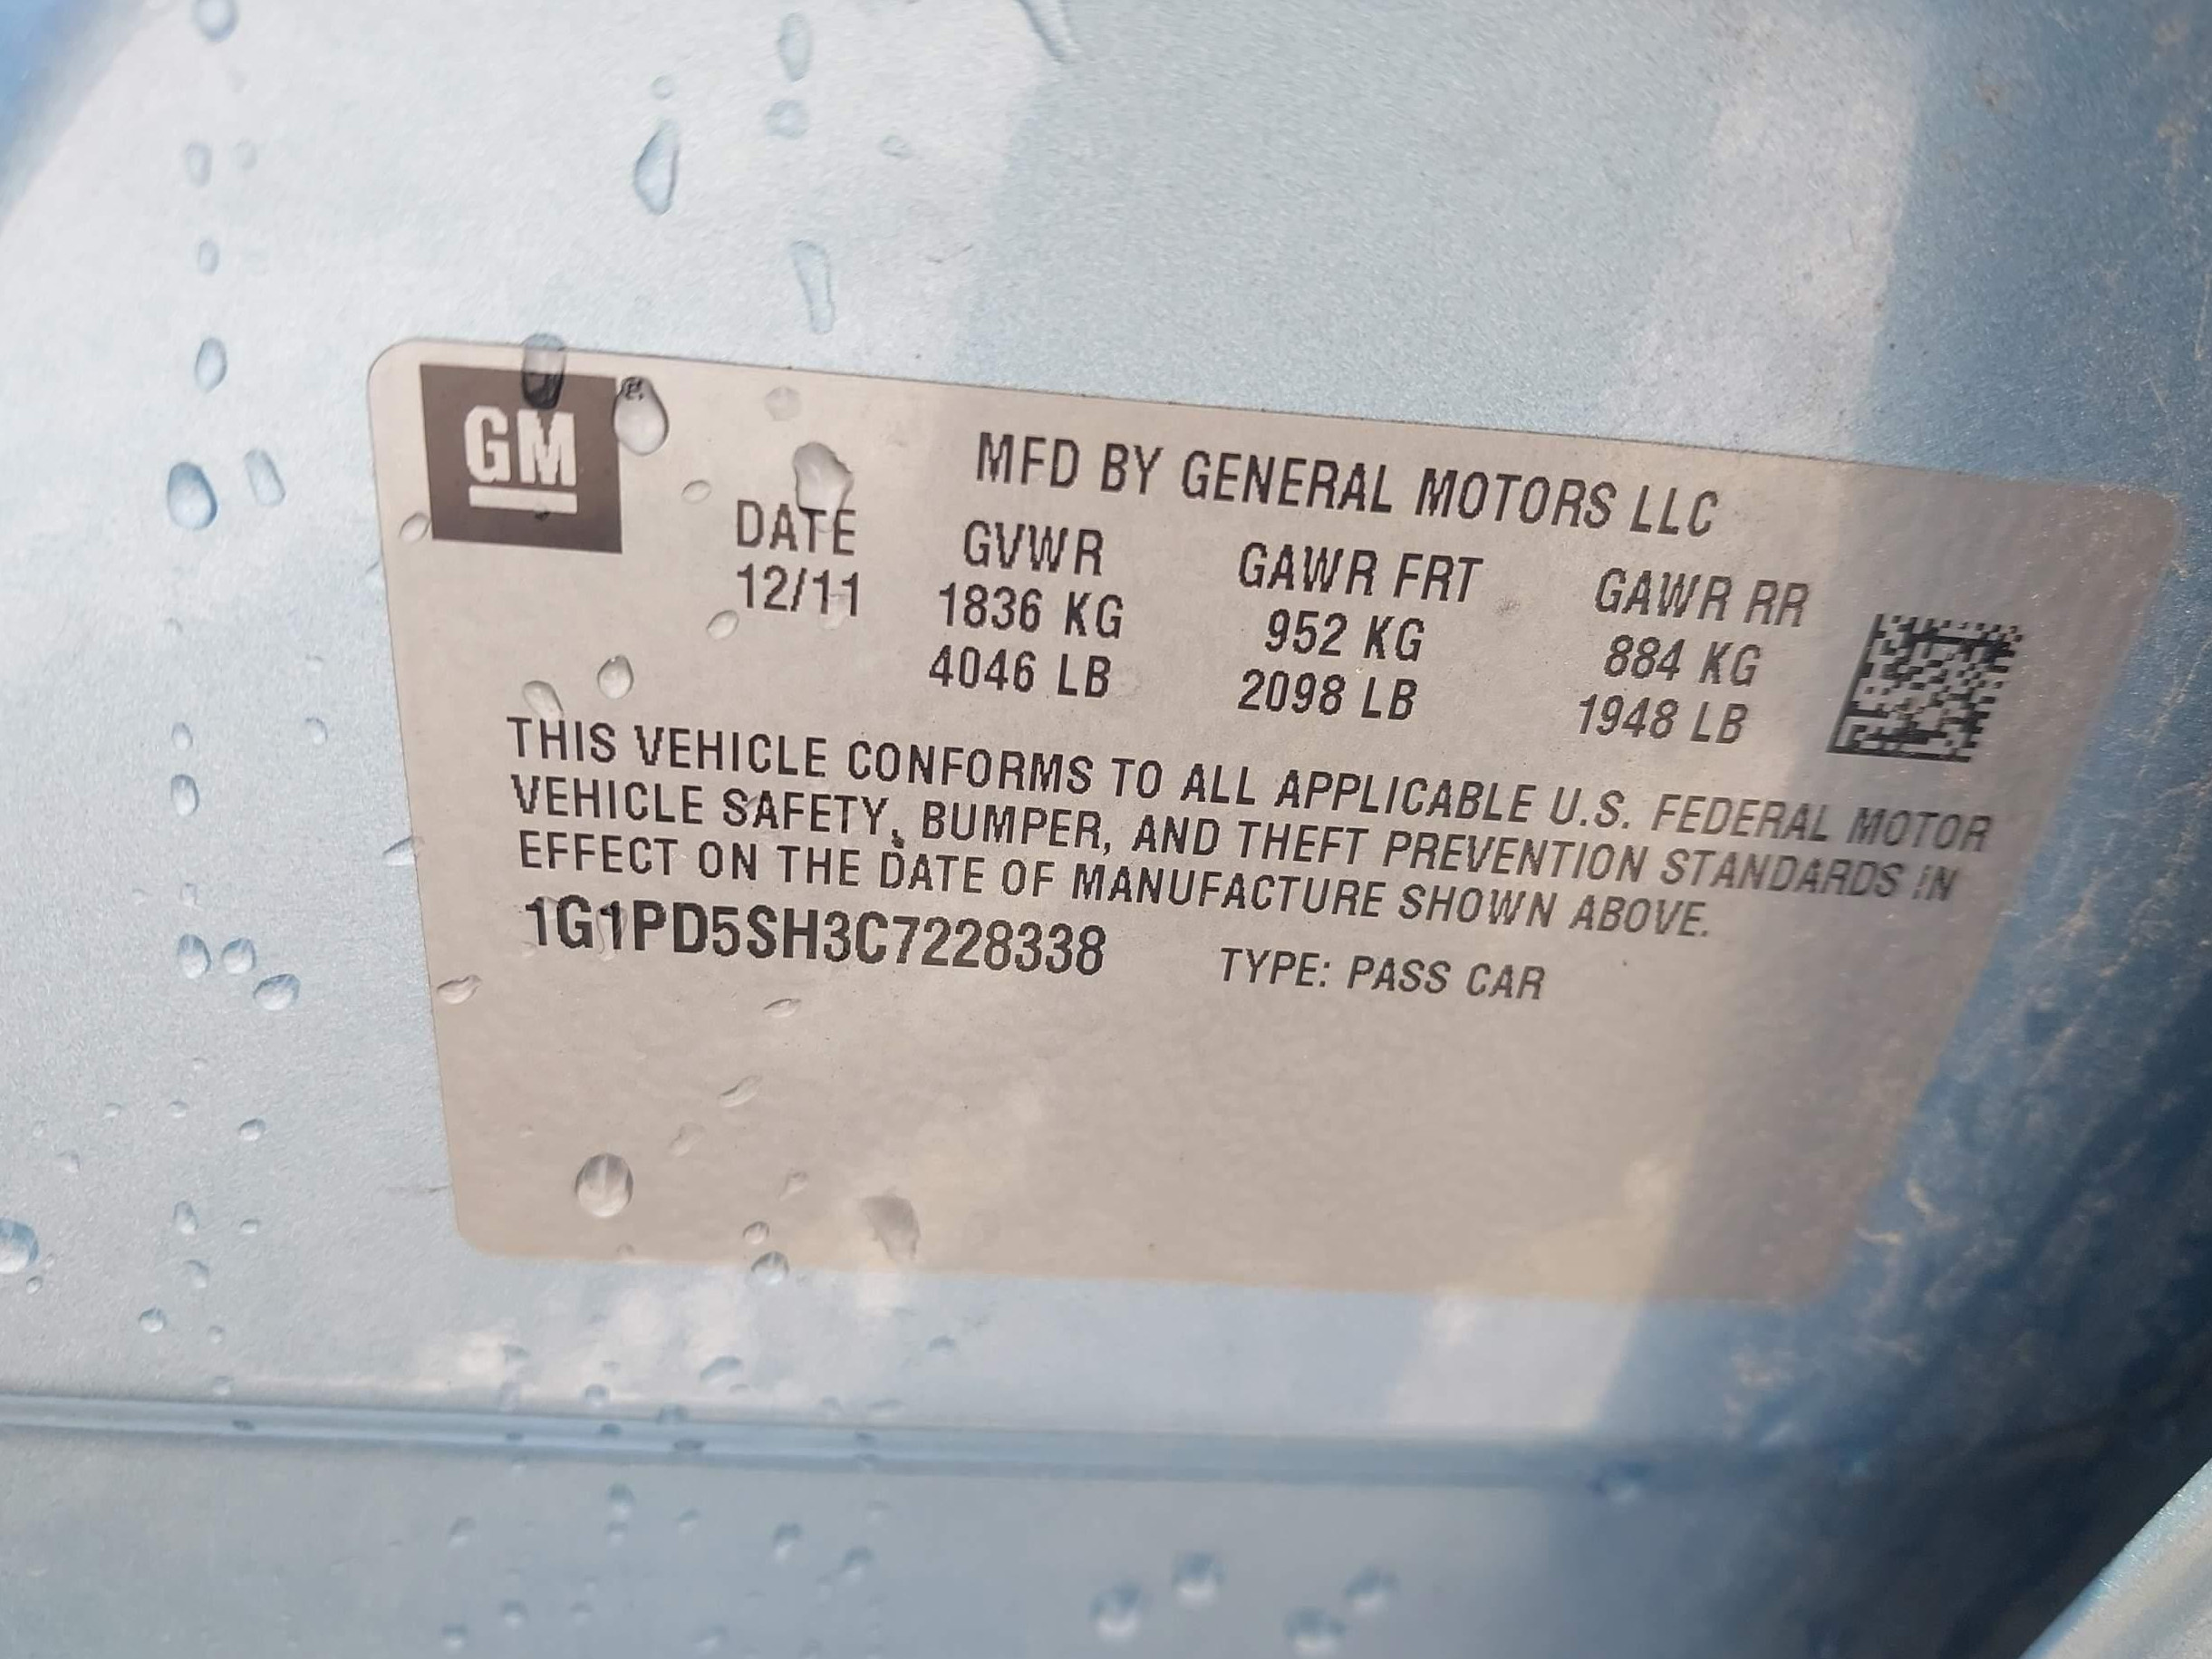 GM
MFD BY GENERAL MOTORS LLC
DATE GVWR GAWR FRT GAWR RR
12/11 1836 KG 952 KG 884 KG
4046 LB 2098 LB 1948 LB
THIS VEHICLE CONFORMS TO ALL APPLICABLE U.S. FEDERAL MOTOR
VEHICLE SAFETY, BUMPER, AND THEFT PREVENTION STANDARDS IN
EFFECT ON THE DATE OF MANUFACTURE SHOWN ABOVE.
1G1PD5SH3C7228338 TYPE: PASS CAR